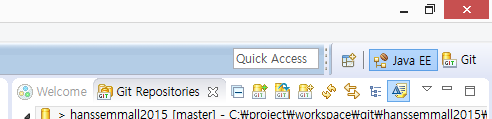 Quick Access
Java EE
Git
Welcome
Git Repositories
> hanssemmall2015 [master] - C:₩project₩workspace₩git₩hanssemmall2015₩